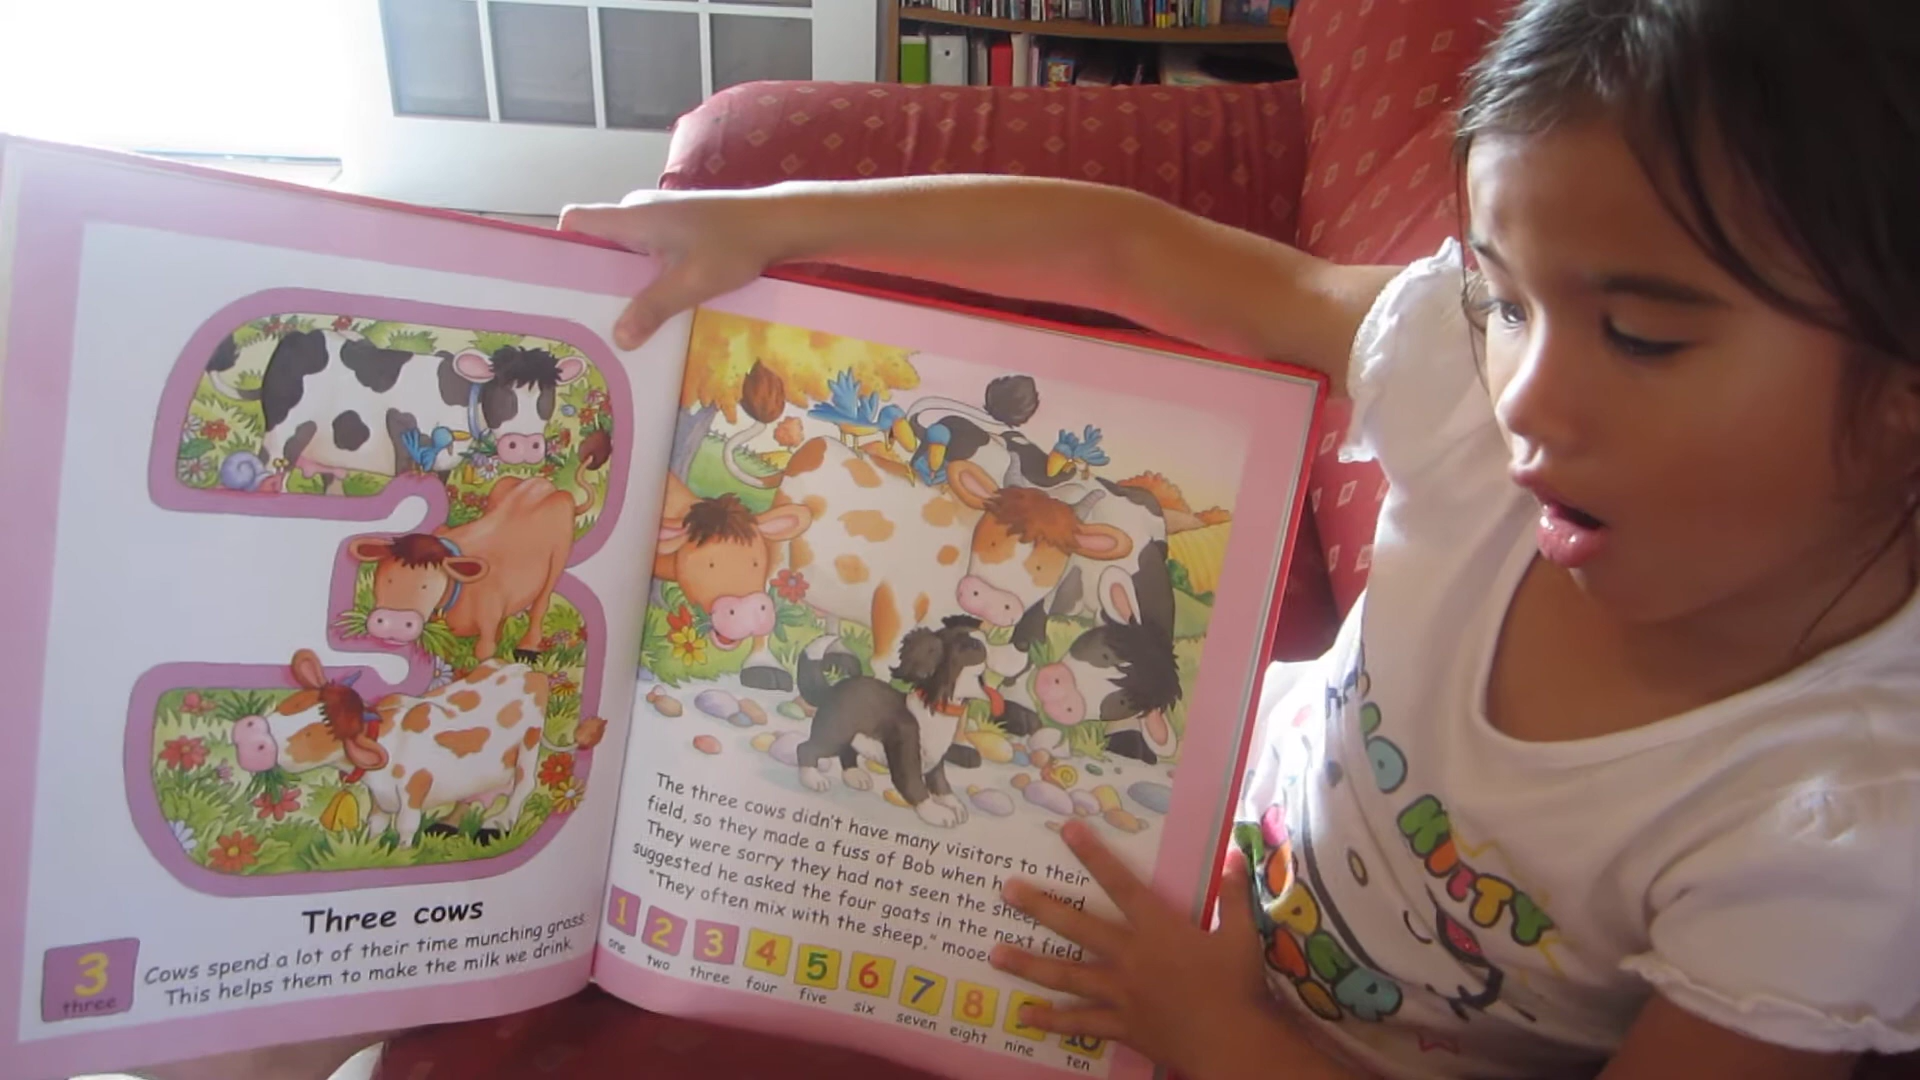 3
three
Three cows
Cows spend a lot of their time munching grass.
This helps them to make the milk we drink.
The three cows didn't have many visitors to their
field, so they made a fuss of Bob when
They were sorry they had not seen the
suggested he asked the four goats in the next field.
"They often mix with the sheep,"
1 2 3 4 5 6 7 8 9 10
one two three four five six seven eight nine ten
KITTY